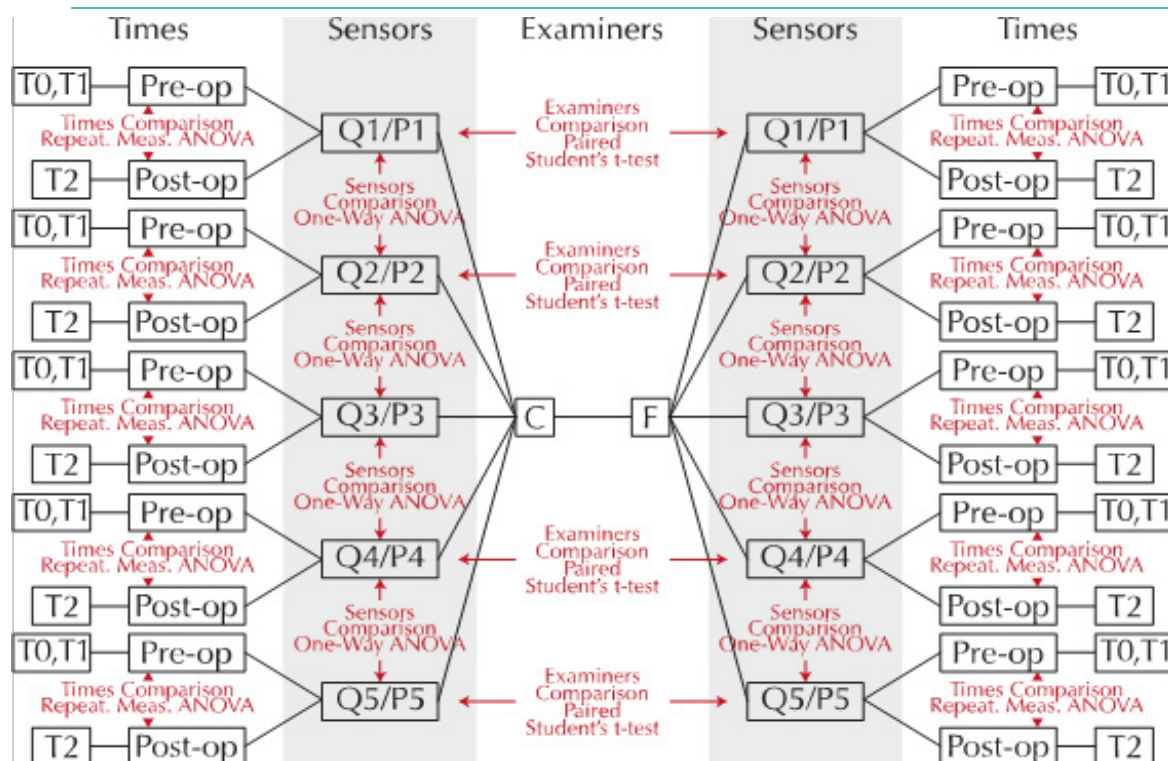 Times Sensors Examiners Sensors Times
T0,T1 Pre-op Pre-op T0,T1
Times Comparison
Repeat. Meas. ANOVA
Q1/P1
Examiners
Comparison
Paired
Student's t-test
Q1/P1
Times Comparison
Repeat. Meas. ANOVA
T2 Post-op Post-op T2
Sensors
Comparison
One-Way ANOVA
Sensors
Comparison
One-Way ANOVA
T0,T1 Pre-op Pre-op T0,T1
Times Comparison
Repeat. Meas. ANOVA
Q2/P2
Examiners
Comparison
Paired
Student's t-test
Q2/P2
Times Comparison
Repeat. Meas. ANOVA
T2 Post-op Post-op T2
Sensors
Comparison
One-Way ANOVA
Sensors
Comparison
One-Way ANOVA
T0,T1 Pre-op Pre-op T0,T1
Times Comparison
Repeat. Meas. ANOVA
Q3/P3 C F Q3/P3
Times Comparison
Repeat. Meas. ANOVA
T2 Post-op Post-op T2
Sensors
Comparison
One-Way ANOVA
Sensors
Comparison
One-Way ANOVA
T0,T1 Pre-op Pre-op T0,T1
Times Comparison
Repeat. Meas. ANOVA
Q4/P4
Examiners
Comparison
Paired
Student's t-test
Q4/P4
Times Comparison
Repeat. Meas. ANOVA
T2 Post-op Post-op T2
Sensors
Comparison
One-Way ANOVA
Sensors
Comparison
One-Way ANOVA
T0,T1 Pre-op Pre-op T0,T1
Times Comparison
Repeat. Meas. ANOVA
Q5/P5
Examiners
Comparison
Paired
Student's t-test
Q5/P5
Times Comparison
Repeat. Meas. ANOVA
T2 Post-op Post-op T2